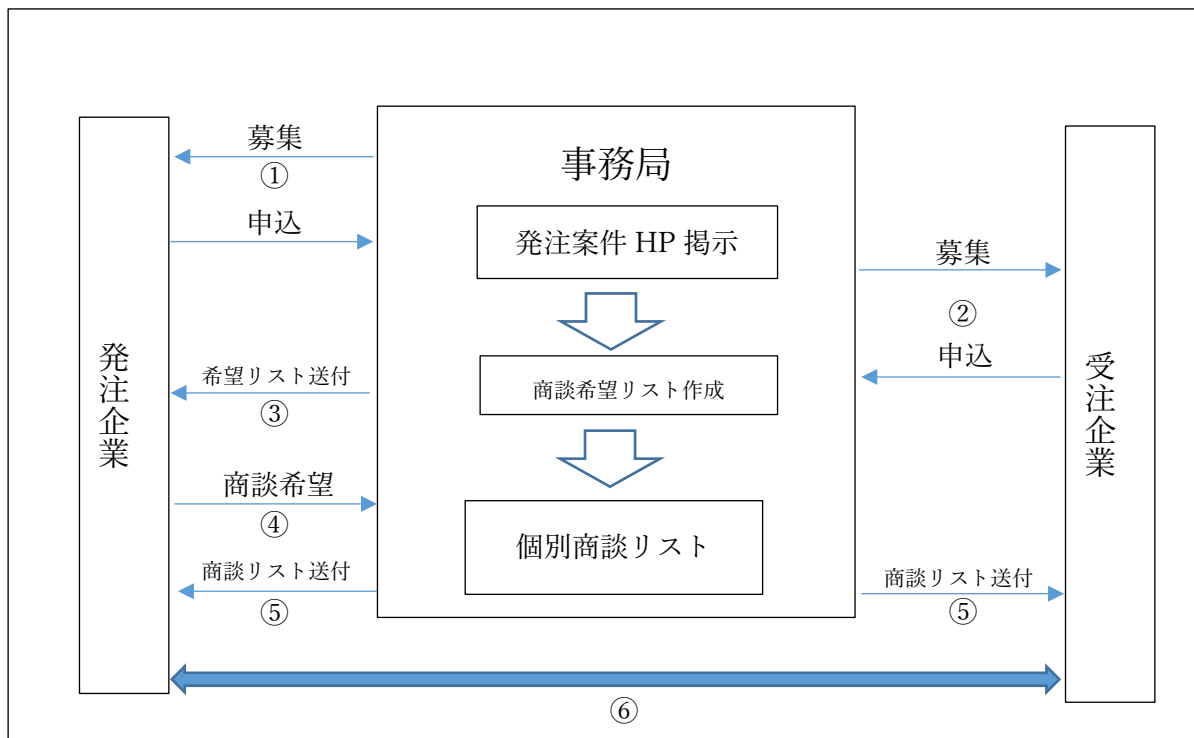 募集
①
申込
事務局
発注案件 HP 掲示
募集
②
申込
発注企業
希望リスト送付
③
商談希望リスト作成
受注企業
商談希望
④
個別商談リスト
商談リスト送付
⑤
商談リスト送付
⑤
⑥